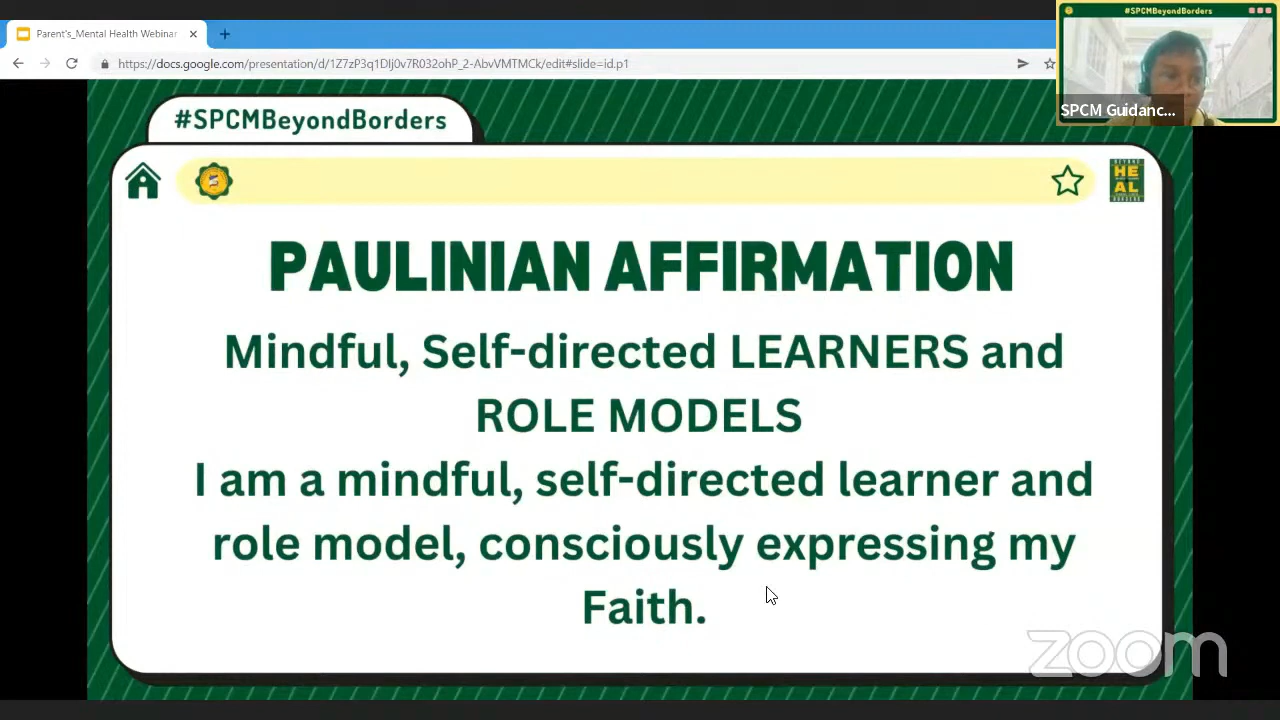 Parent's_Mental Health Webinar
https://docs.google.com/presentation/d/1Z7zP3q1DIj0v7R032ohP_2-AbvVMTMCk/edit#slide=id.p1
#SPCMBeyondBorders
SPCM Guidanc...
#SPCMBeyondBorders
HE
AL
PAULINIAN AFFIRMATION
Mindful, Self-directed LEARNERS and
ROLE MODELS
I am a mindful, self-directed learner and
role model, consciously expressing my
Faith.
zoom